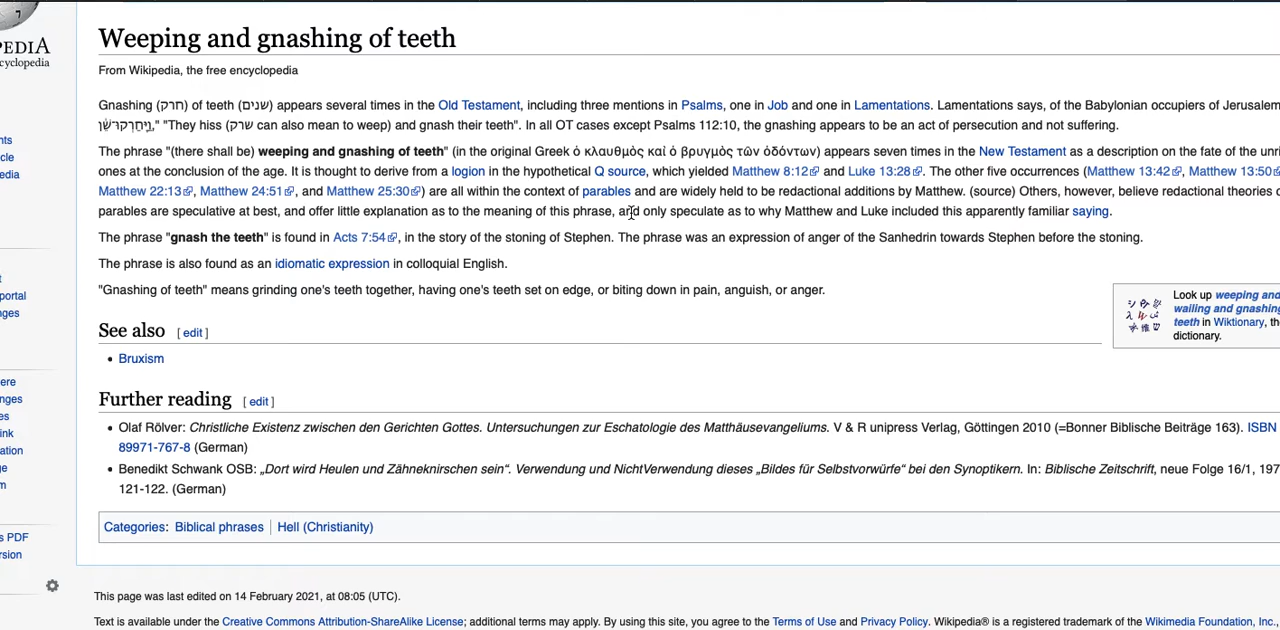 PEDIA
cyclopedia
nts
cle
edia
t
portal
nges
ere
nges
es
ink
ation
ge
m
s PDF
rsion
Weeping and gnashing of teeth
From Wikipedia, the free encyclopedia
Gnashing (חרק) of teeth (שנים) appears several times in the Old Testament, including three mentions in Psalms, one in Job and one in Lamentations. Lamentations says, of the Babylonian occupiers of Jerusalem
"They hiss (שרק can also mean to weep) and gnash their teeth". In all OT cases except Psalms 112:10, the gnashing appears to be an act of persecution and not suffering.
The phrase "(there shall be) weeping and gnashing of teeth" (in the original Greek ὁ κλαυθμὸς καὶ ὁ βρυγμὸς τῶν ὀδόντων) appears seven times in the New Testament as a description on the fate of the unri
ones at the conclusion of the age. It is thought to derive from a logion in the hypothetical Q source, which yielded Matthew 8:12 and Luke 13:28. The other five occurrences (Matthew 13:42, Matthew 13:50
Matthew 22:13, Matthew 24:51, and Matthew 25:30) are all within the context of parables and are widely held to be redactional additions by Matthew. (source) Others, however, believe redactional theories o
parables are speculative at best, and offer little explanation as to the meaning of this phrase, and only speculate as to why Matthew and Luke included this apparently familiar saying.
The phrase "gnash the teeth" is found in Acts 7:54, in the story of the stoning of Stephen. The phrase was an expression of anger of the Sanhedrin towards Stephen before the stoning.
The phrase is also found as an idiomatic expression in colloquial English.
"Gnashing of teeth" means grinding one's teeth together, having one's teeth set on edge, or biting down in pain, anguish, or anger.
Look up weeping and
wailing and gnashing
teeth in Wiktionary, th
dictionary.
See also [ edit ]
• Bruxism
Further reading [ edit ]
• Olaf Rölver: Christliche Existenz zwischen den Gerichten Gottes. Untersuchungen zur Eschatologie des Matthäusevangeliums. V & R unipress Verlag, Göttingen 2010 (=Bonner Biblische Beiträge 163). ISBN
89971-767-8 (German)
• Benedikt Schwank OSB: „Dort wird Heulen und Zähneknirschen sein“. Verwendung und NichtVerwendung dieses „Bildes für Selbstvorwürfe“ bei den Synoptikern. In: Biblische Zeitschrift, neue Folge 16/1, 197
121-122. (German)
Categories: Biblical phrases | Hell (Christianity)
This page was last edited on 14 February 2021, at 08:05 (UTC).
Text is available under the Creative Commons Attribution-ShareAlike License; additional terms may apply. By using this site, you agree to the Terms of Use and Privacy Policy. Wikipedia® is a registered trademark of the Wikimedia Foundation, Inc.,